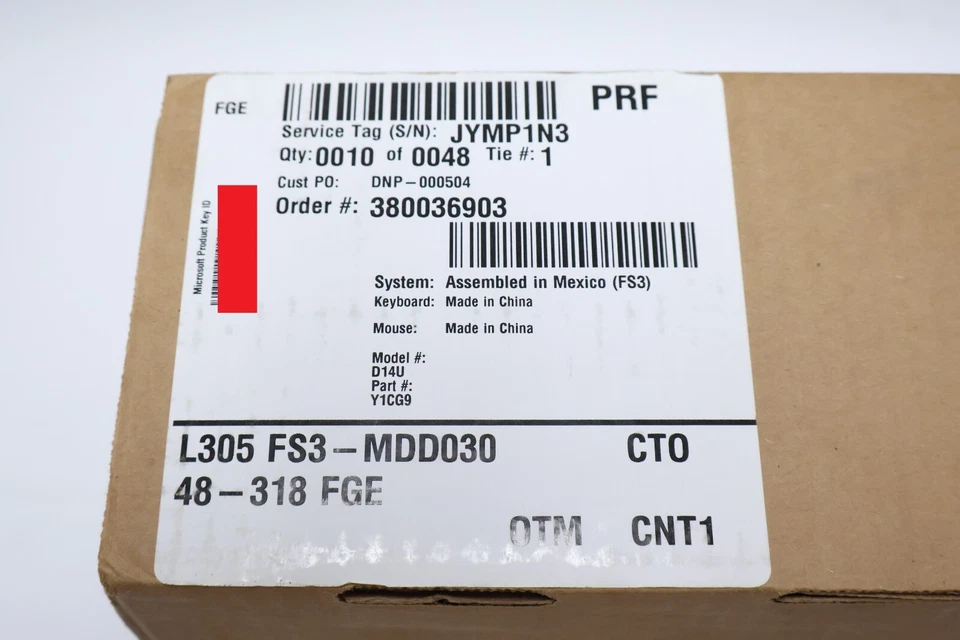 FGE
PRF
Service Tag (S/N): JYMP1N3
Qty: 0010 of 0048 Tie #: 1
Cust PO: DNP-000504
Order #: 380036903
Microsoft Product Key ID
System: Assembled in Mexico (FS3)
Keyboard: Made in China
Mouse: Made in China
Model #:
D14U
Part #:
Y1CG9
L305 FS3-MDD030 CTO
48-318 FGE
OTM CNT1